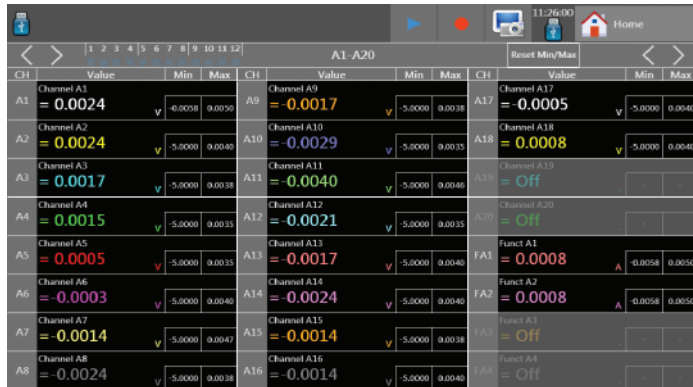 11:26:00
Home
1 2 3 4 5 6 7 8 9 10 11 12
A1-A20
Reset Min/Max
CH Value Min Max CH Value Min Max CH Value Min Max
A1 Channel A1 = 0.0024 V -0.0058 0.0050
A9 Channel A9 =-0.0017 V -5.0000 0.0038
A17 Channel A17 =-0.0005 V -5.0000 0.0040
A2 Channel A2 = 0.0024 V -5.0000 0.0040
A10 Channel A10 =-0.0029 V -5.0000 0.0035
A18 Channel A18 = 0.0008 V -5.0000 0.0040
A3 Channel A3 = 0.0017 V -5.0000 0.0038
A11 Channel A11 =-0.0040 V -5.0000 0.0046
A19 Channel A19 = Off - -
A4 Channel A4 = 0.0015 V -5.0000 0.0035
A12 Channel A12 =-0.0021 V -5.0000 0.0035
A20 Channel A20 = Off - -
A5 Channel A5 = 0.0005 V -5.0000 0.0035
A13 Channel A13 =-0.0017 V -5.0000 0.0040
FA1 Funct A1 = 0.0008 A -0.0058 0.0050
A6 Channel A6 =-0.0003 V -5.0000 0.0040
A14 Channel A14 =-0.0024 V -5.0000 0.0040
FA2 Funct A2 = 0.0008 A -0.0058 0.0050
A7 Channel A7 =-0.0014 V -5.0000 0.0047
A15 Channel A15 =-0.0014 V -5.0000 0.0038
FA3 Funct A3 = Off - -
A8 Channel A8 =-0.0024 V -5.0000 0.0038
A16 Channel A16 =-0.0014 V -5.0000 0.0040
FA4 Funct A4 = Off - -